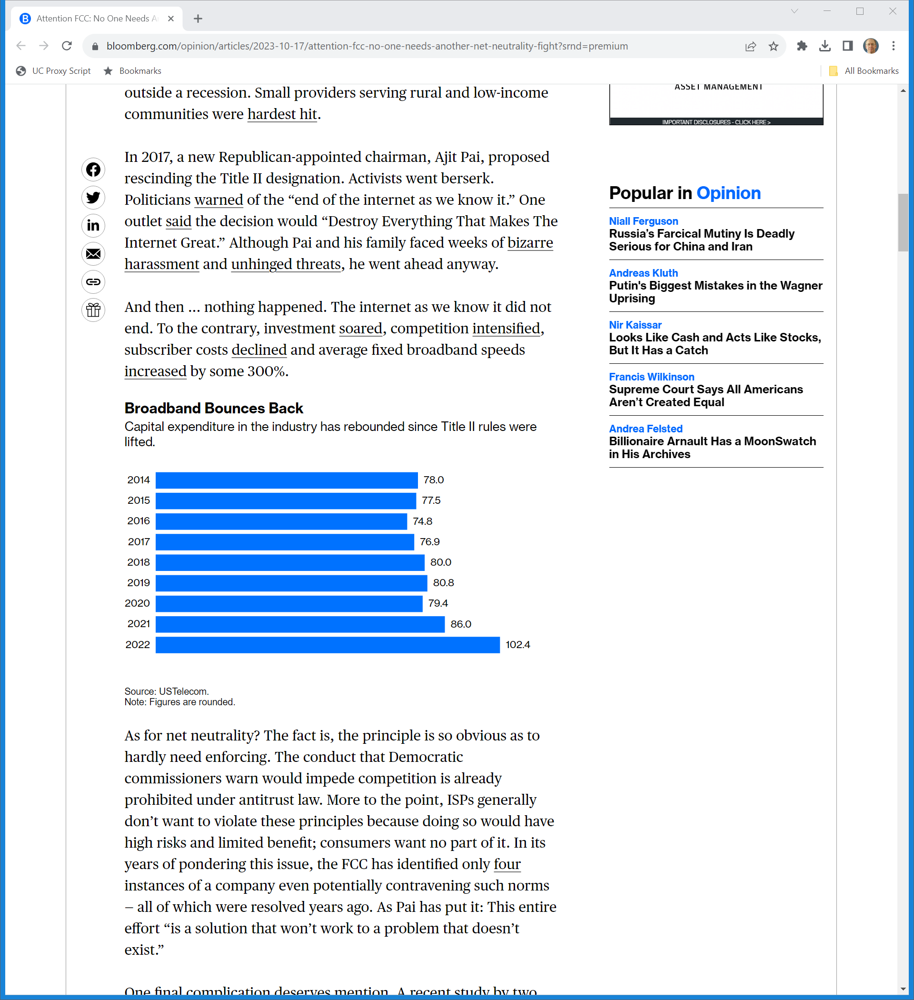 Attention FCC: No One Needs A
bloomberg.com/opinion/articles/2023-10-17/attention-fcc-no-one-needs-another-net-neutrality-fight?srnd=premium
UC Proxy Script
Bookmarks
All Bookmarks
outside a recession. Small providers serving rural and low-income
communities were hardest hit.
In 2017, a new Republican-appointed chairman, Ajit Pai, proposed
rescinding the Title II designation. Activists went berserk.
Politicians warned of the “end of the internet as we know it.” One
outlet said the decision would “Destroy Everything That Makes The
Internet Great.” Although Pai and his family faced weeks of bizarre
harassment and unhinged threats, he went ahead anyway.
And then … nothing happened. The internet as we know it did not
end. To the contrary, investment soared, competition intensified,
subscriber costs declined and average fixed broadband speeds
increased by some 300%.
Broadband Bounces Back
Capital expenditure in the industry has rebounded since Title II rules were
lifted.
2014 78.0
2015 77.5
2016 74.8
2017 76.9
2018 80.0
2019 80.8
2020 79.4
2021 86.0
2022 102.4
Source: USTelecom.
Note: Figures are rounded.
As for net neutrality? The fact is, the principle is so obvious as to
hardly need enforcing. The conduct that Democratic
commissioners warn would impede competition is already
prohibited under antitrust law. More to the point, ISPs generally
don’t want to violate these principles because doing so would have
high risks and limited benefit; consumers want no part of it. In its
years of pondering this issue, the FCC has identified only four
instances of a company even potentially contravening such norms
— all of which were resolved years ago. As Pai has put it: This entire
effort “is a solution that won’t work to a problem that doesn’t
exist.”
One final complication deserves mention. A recent study by two
ASSET MANAGEMENT
IMPORTANT DISCLOSURES - CLICK HERE >
Popular in Opinion
Niall Ferguson
Russia’s Farcical Mutiny Is Deadly
Serious for China and Iran
Andreas Kluth
Putin's Biggest Mistakes in the Wagner
Uprising
Nir Kaissar
Looks Like Cash and Acts Like Stocks,
But It Has a Catch
Francis Wilkinson
Supreme Court Says All Americans
Aren’t Created Equal
Andrea Felsted
Billionaire Arnault Has a MoonSwatch
in His Archives